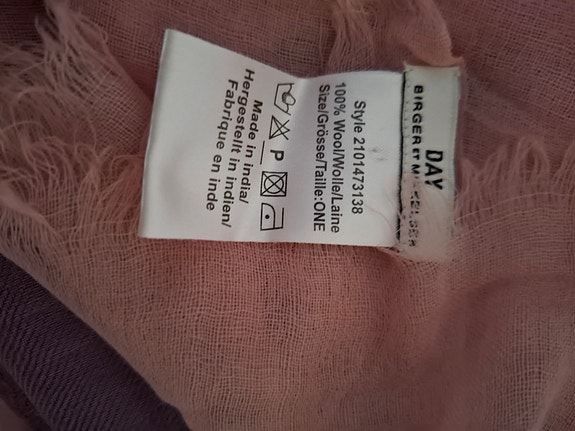 DAY
BIRGER ET MIKKELSEN
Style 2101473138
100% Wool/Wolle/Laine
Size/Grösse/Taille:ONE
P
Made in india/
Hergestellt in indien/
Fabrique en inde